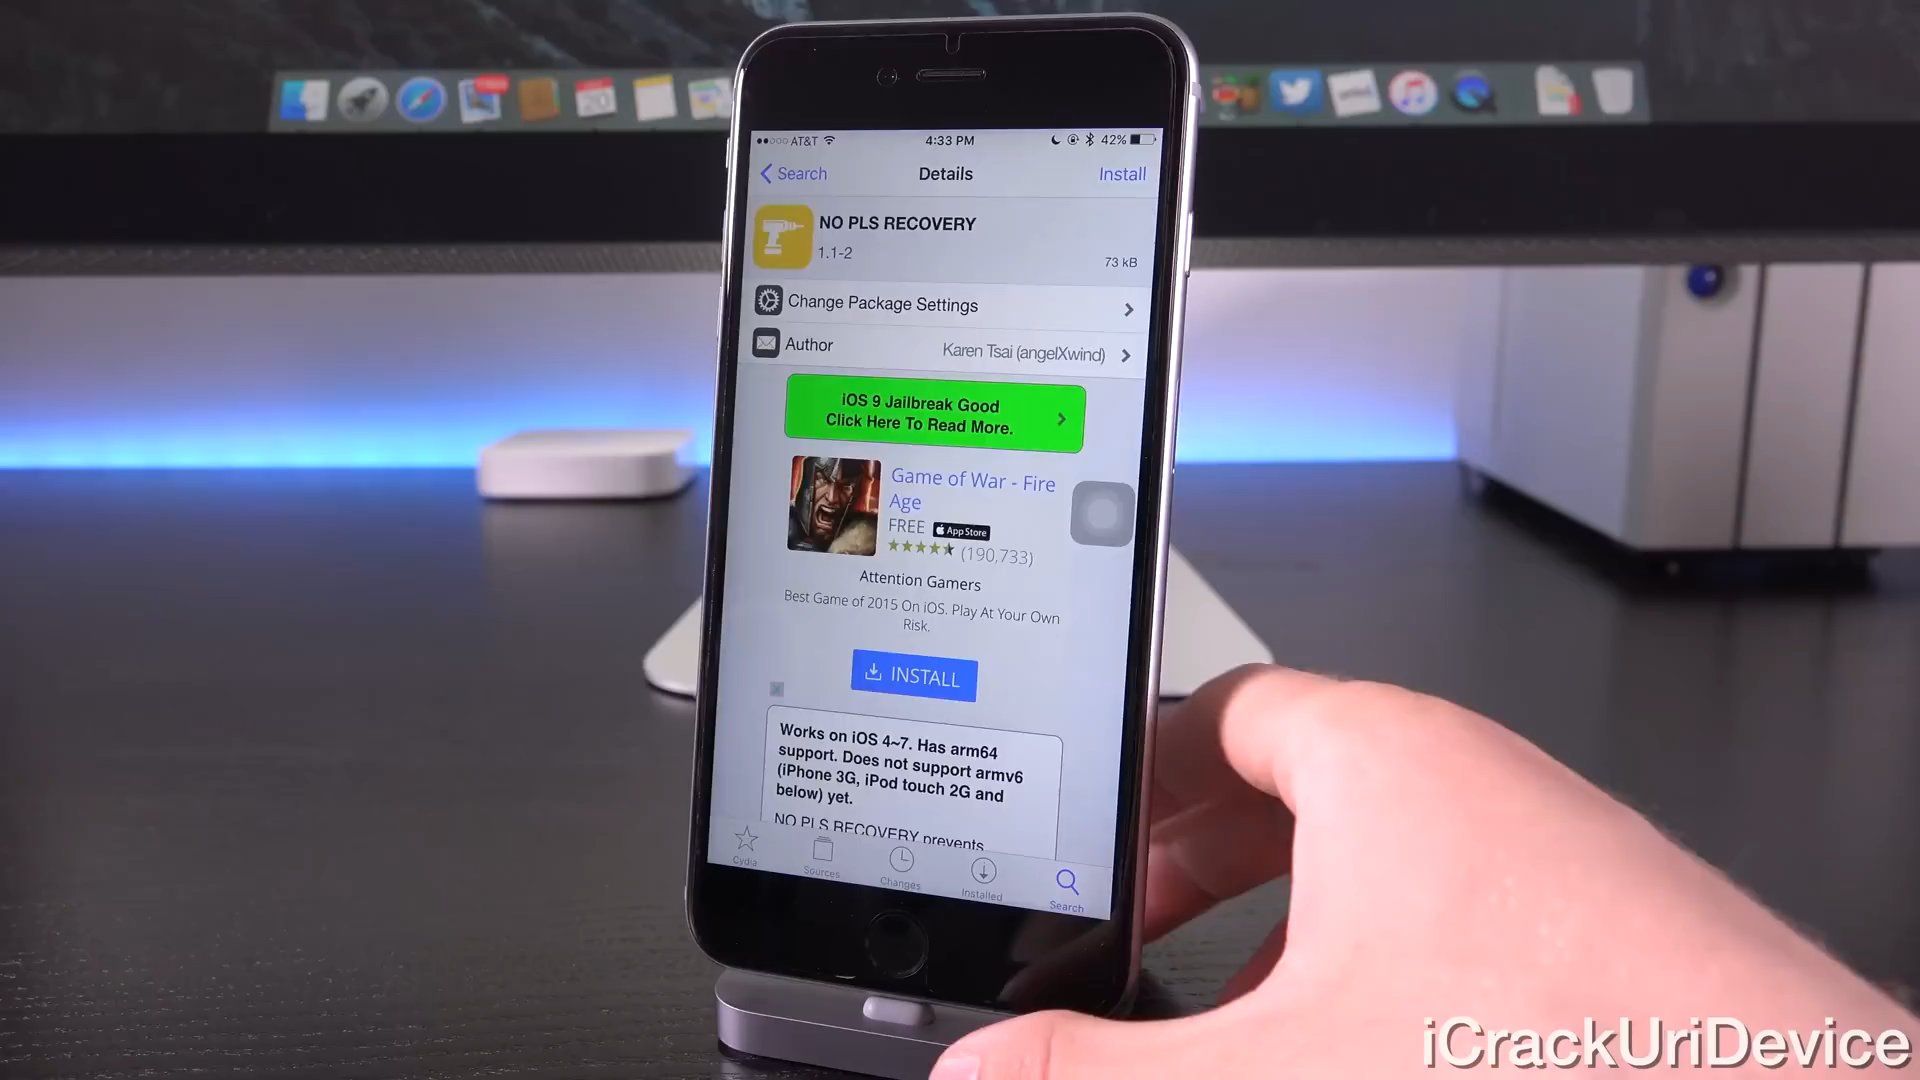 AT&T 4:33 PM 42%
Search Details Install
NO PLS RECOVERY
1.1-2
73 kB
Change Package Settings
Author Karen Tsai (angelXwind)
iOS 9 Jailbreak Good
Click Here To Read More.
Game of War - Fire
Age
FREE App Store
(190,733)
Attention Gamers
Best Game of 2015 On iOS. Play At Your Own
Risk.
INSTALL
Works on iOS 4~7. Has arm64
support. Does not support armv6
(iPhone 3G, iPod touch 2G and
below) yet.
NO PLS RECOVERY prevents
Cydia Sources Changes Installed Search
20
iCrackUriDevice